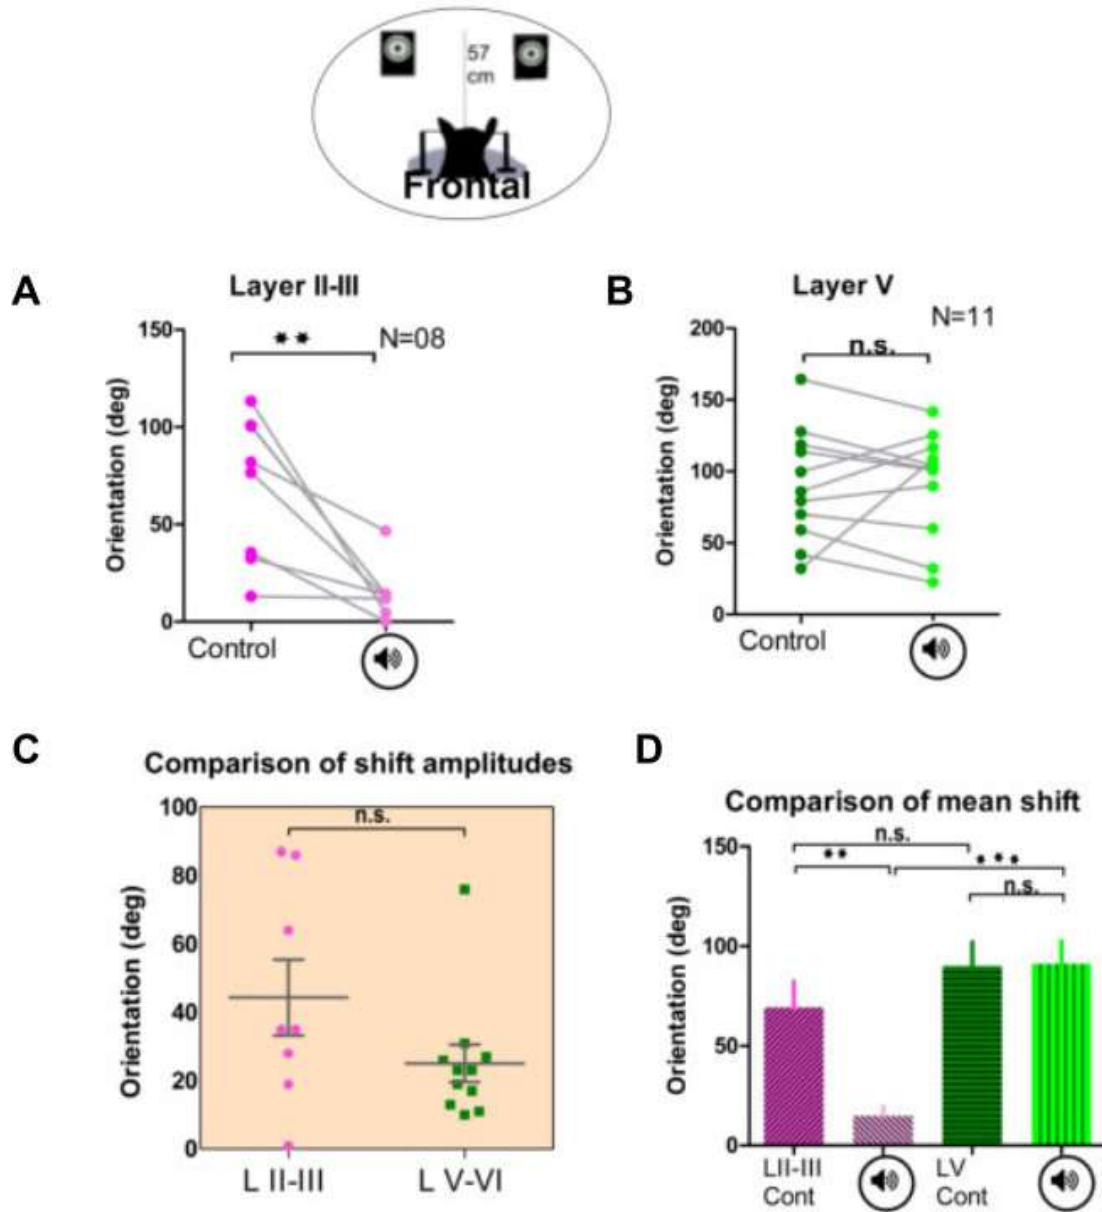 57
cm
Frontal
A
Layer II-III
N=08
**
Orientation (deg)
150
100
50
0
Control
B
Layer V
N=11
n.s.
Orientation (deg)
200
150
100
50
0
Control
C
Comparison of shift amplitudes
n.s.
Orientation (deg)
100
80
60
40
20
0
L II-III
L V-VI
D
Comparison of mean shift
n.s.
**
***
n.s.
Orientation (deg)
150
100
50
0
LII-III
Cont
LV
Cont